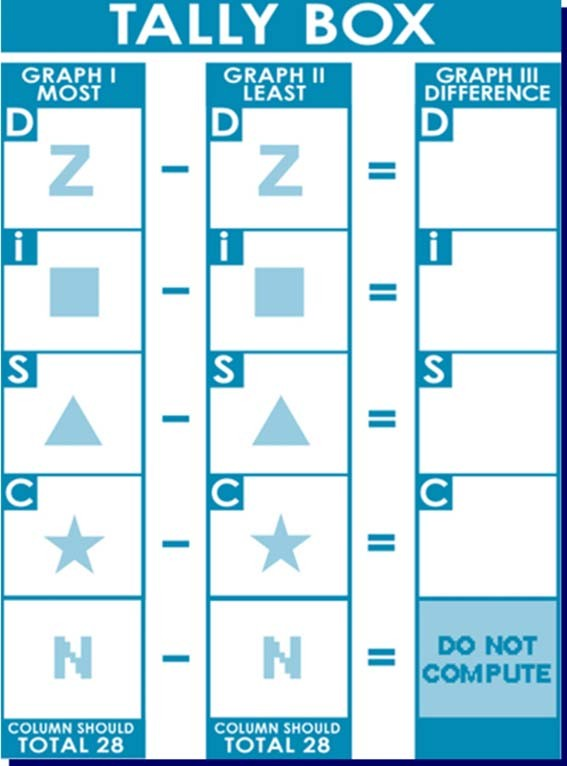 TALLY BOX
GRAPH I
MOST
GRAPH II
LEAST
GRAPH III
DIFFERENCE
D
Z
-
D
Z
=
D
i
-
i
=
i
S
-
S
=
S
C
-
C
=
C
N
-
N
=
DO NOT
COMPUTE
COLUMN SHOULD
TOTAL 28
COLUMN SHOULD
TOTAL 28